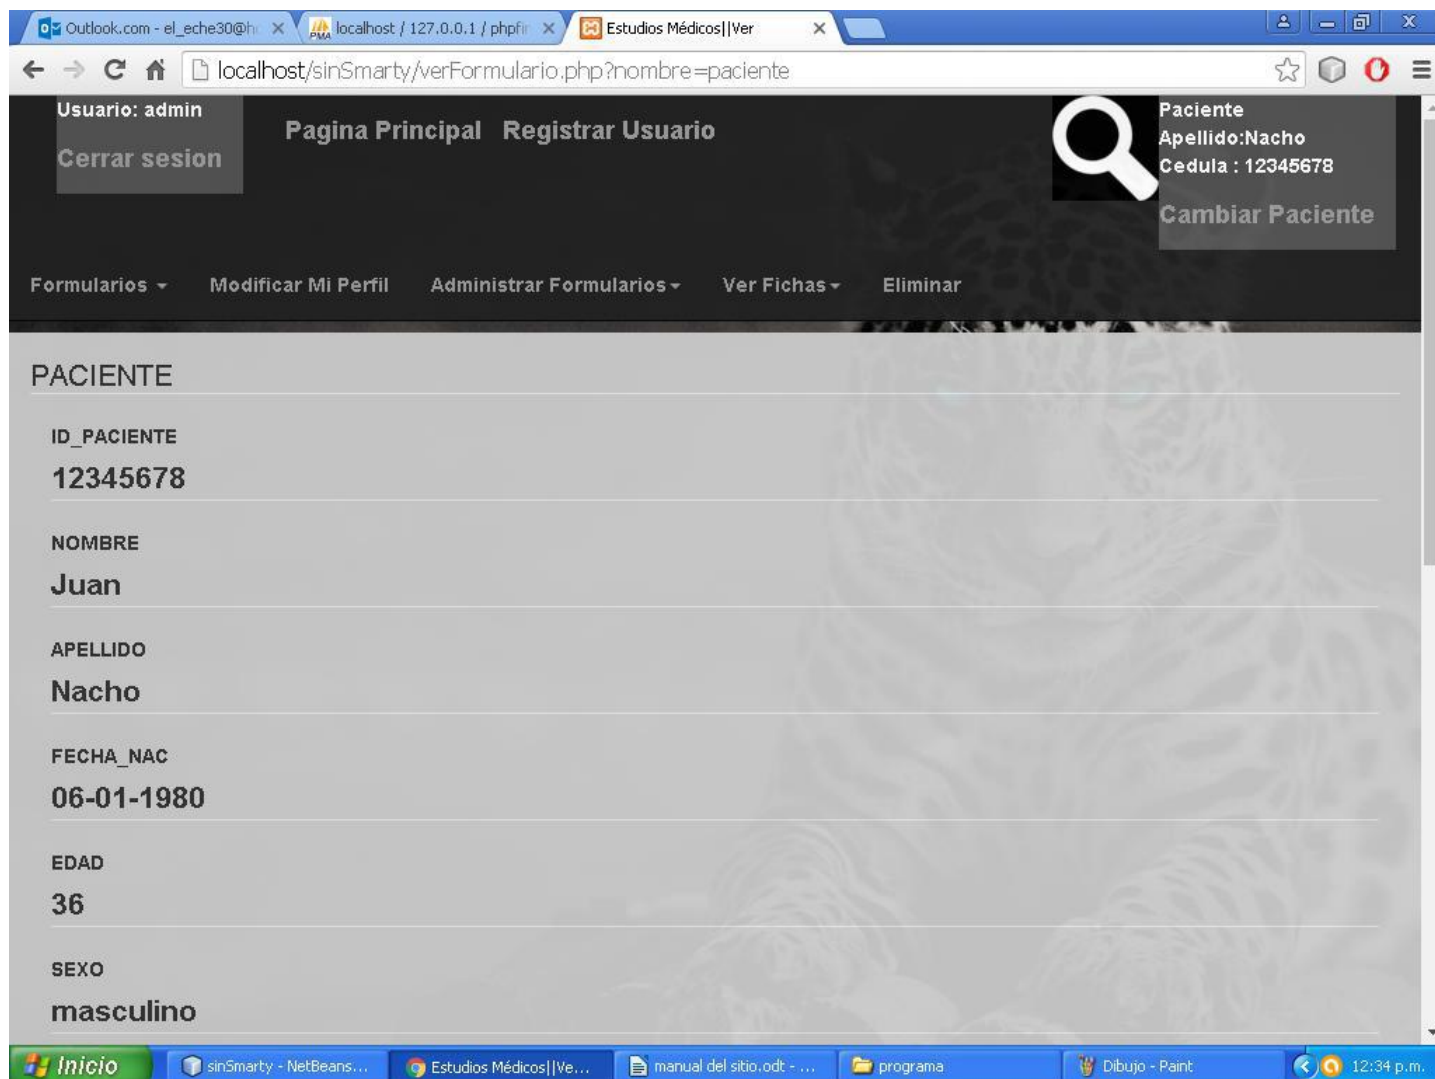 Outlook.com - el_eche30@h
localhost / 127.0.0.1 / phpfi
Estudios Médicos||Ver
localhost/sinSmarty/verFormulario.php?nombre=paciente
Usuario: admin
Cerrar sesion
Pagina Principal
Registrar Usuario
Paciente
Apellido:Nacho
Cedula : 12345678
Cambiar Paciente
Formularios
Modificar Mi Perfil
Administrar Formularios
Ver Fichas
Eliminar
PACIENTE
ID_PACIENTE
12345678
NOMBRE
Juan
APELLIDO
Nacho
FECHA_NAC
06-01-1980
EDAD
36
SEXO
masculino
Inicio
sinSmarty - NetBeans...
Estudios Médicos||Ve...
manual del sitio.odt - ...
programa
Dibujo - Paint
12:34 p.m.